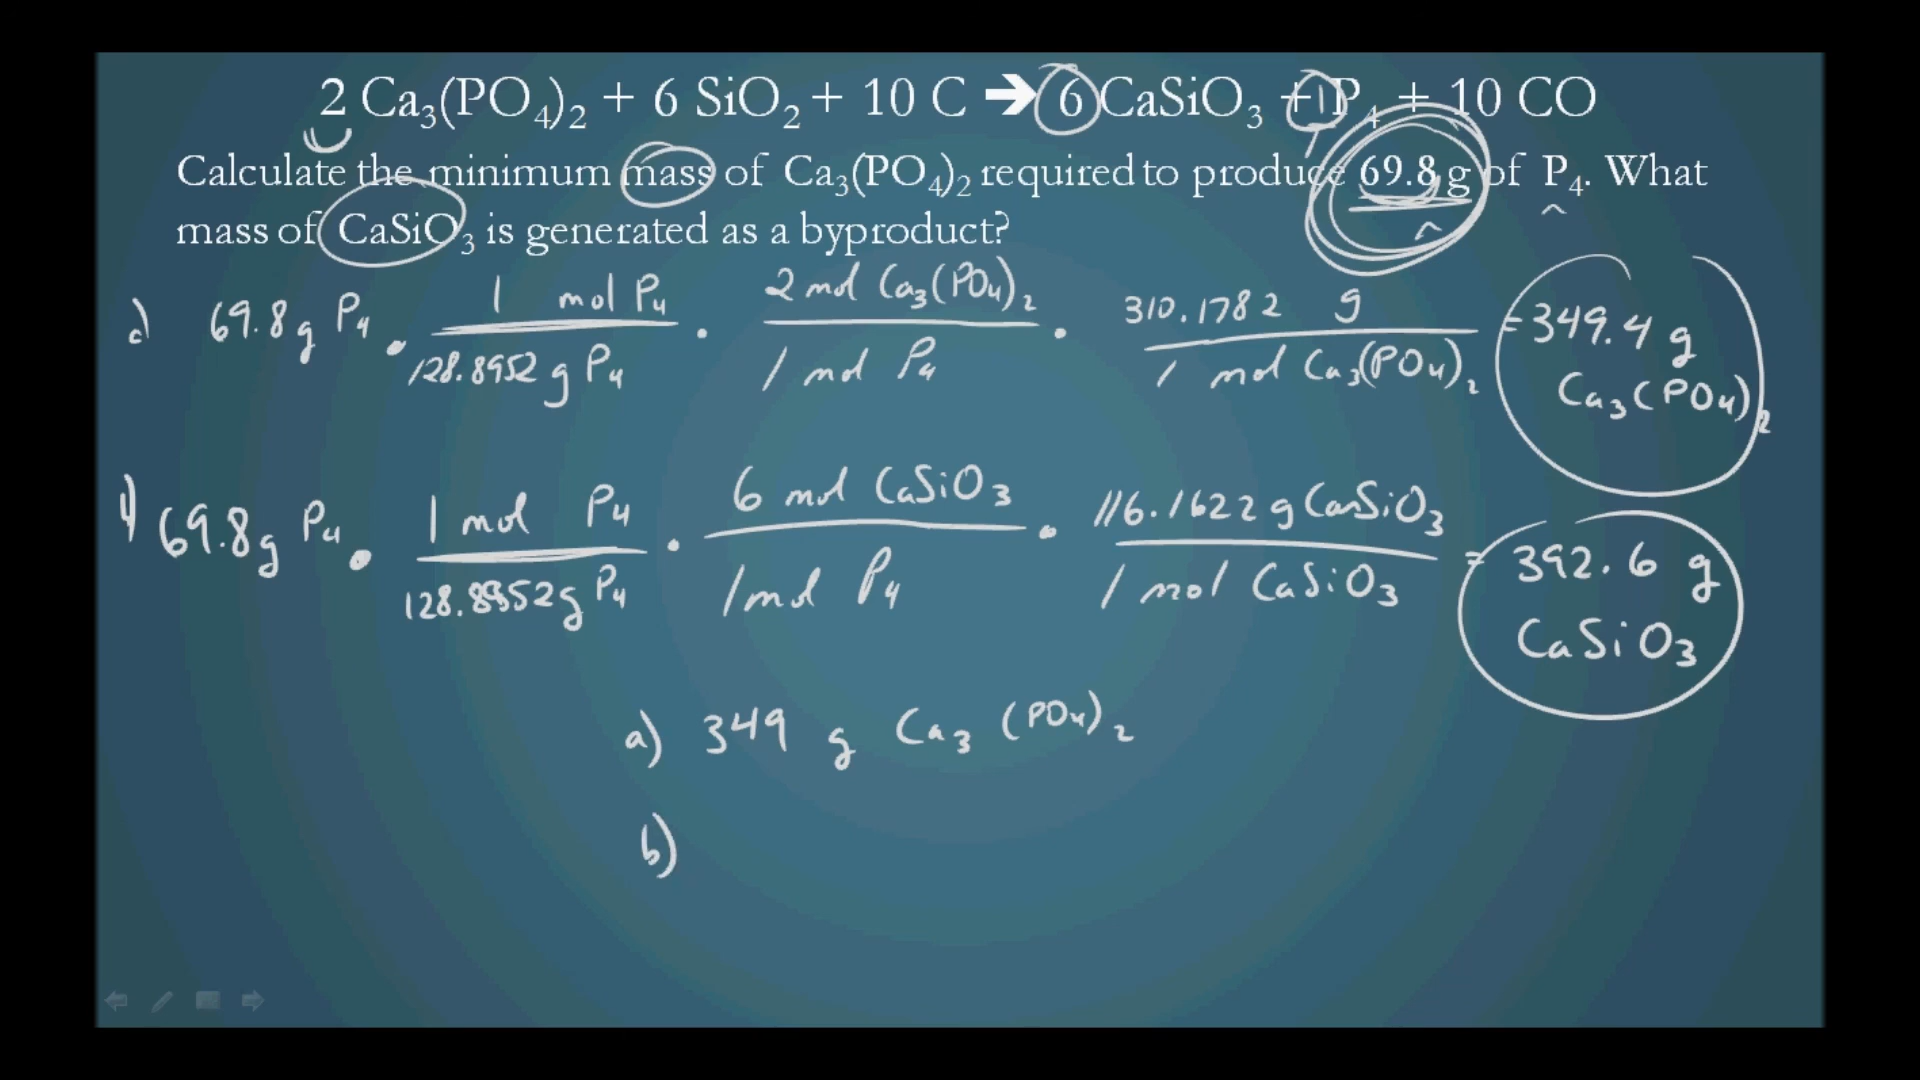 2 Ca₃(PO₄)₂ + 6 SiO₂ + 10 C ➔ 6 CaSiO₃ + 1 P₄ + 10 CO
Calculate the minimum mass of Ca₃(PO₄)₂ required to produce 69.8 g of P₄. What
mass of CaSiO₃ is generated as a byproduct?
a) 69.8 g P₄ · 1 mol P₄ / 128.8952 g P₄ · 2 mol Ca₃(PO₄)₂ / 1 mol P₄ · 310.1782 g / 1 mol Ca₃(PO₄)₂ = 349.4 g Ca₃(PO₄)₂
69.8 g P₄ · 1 mol P₄ / 128.8952 g P₄ · 6 mol CaSiO₃ / 1 mol P₄ · 116.1622 g CaSiO₃ / 1 mol CaSiO₃ = 392.6 g CaSiO₃
a) 349 g Ca₃(PO₄)₂
b)